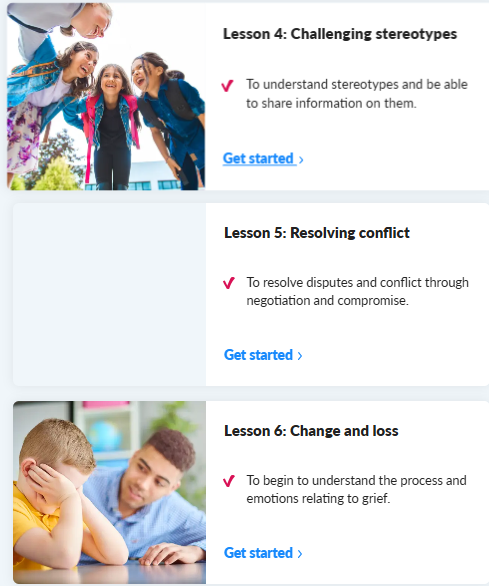 Lesson 4: Challenging stereotypes
To understand stereotypes and be able
to share information on them.
Get started ›
Lesson 5: Resolving conflict
To resolve disputes and conflict through
negotiation and compromise.
Get started ›
Lesson 6: Change and loss
To begin to understand the process and
emotions relating to grief.
Get started ›